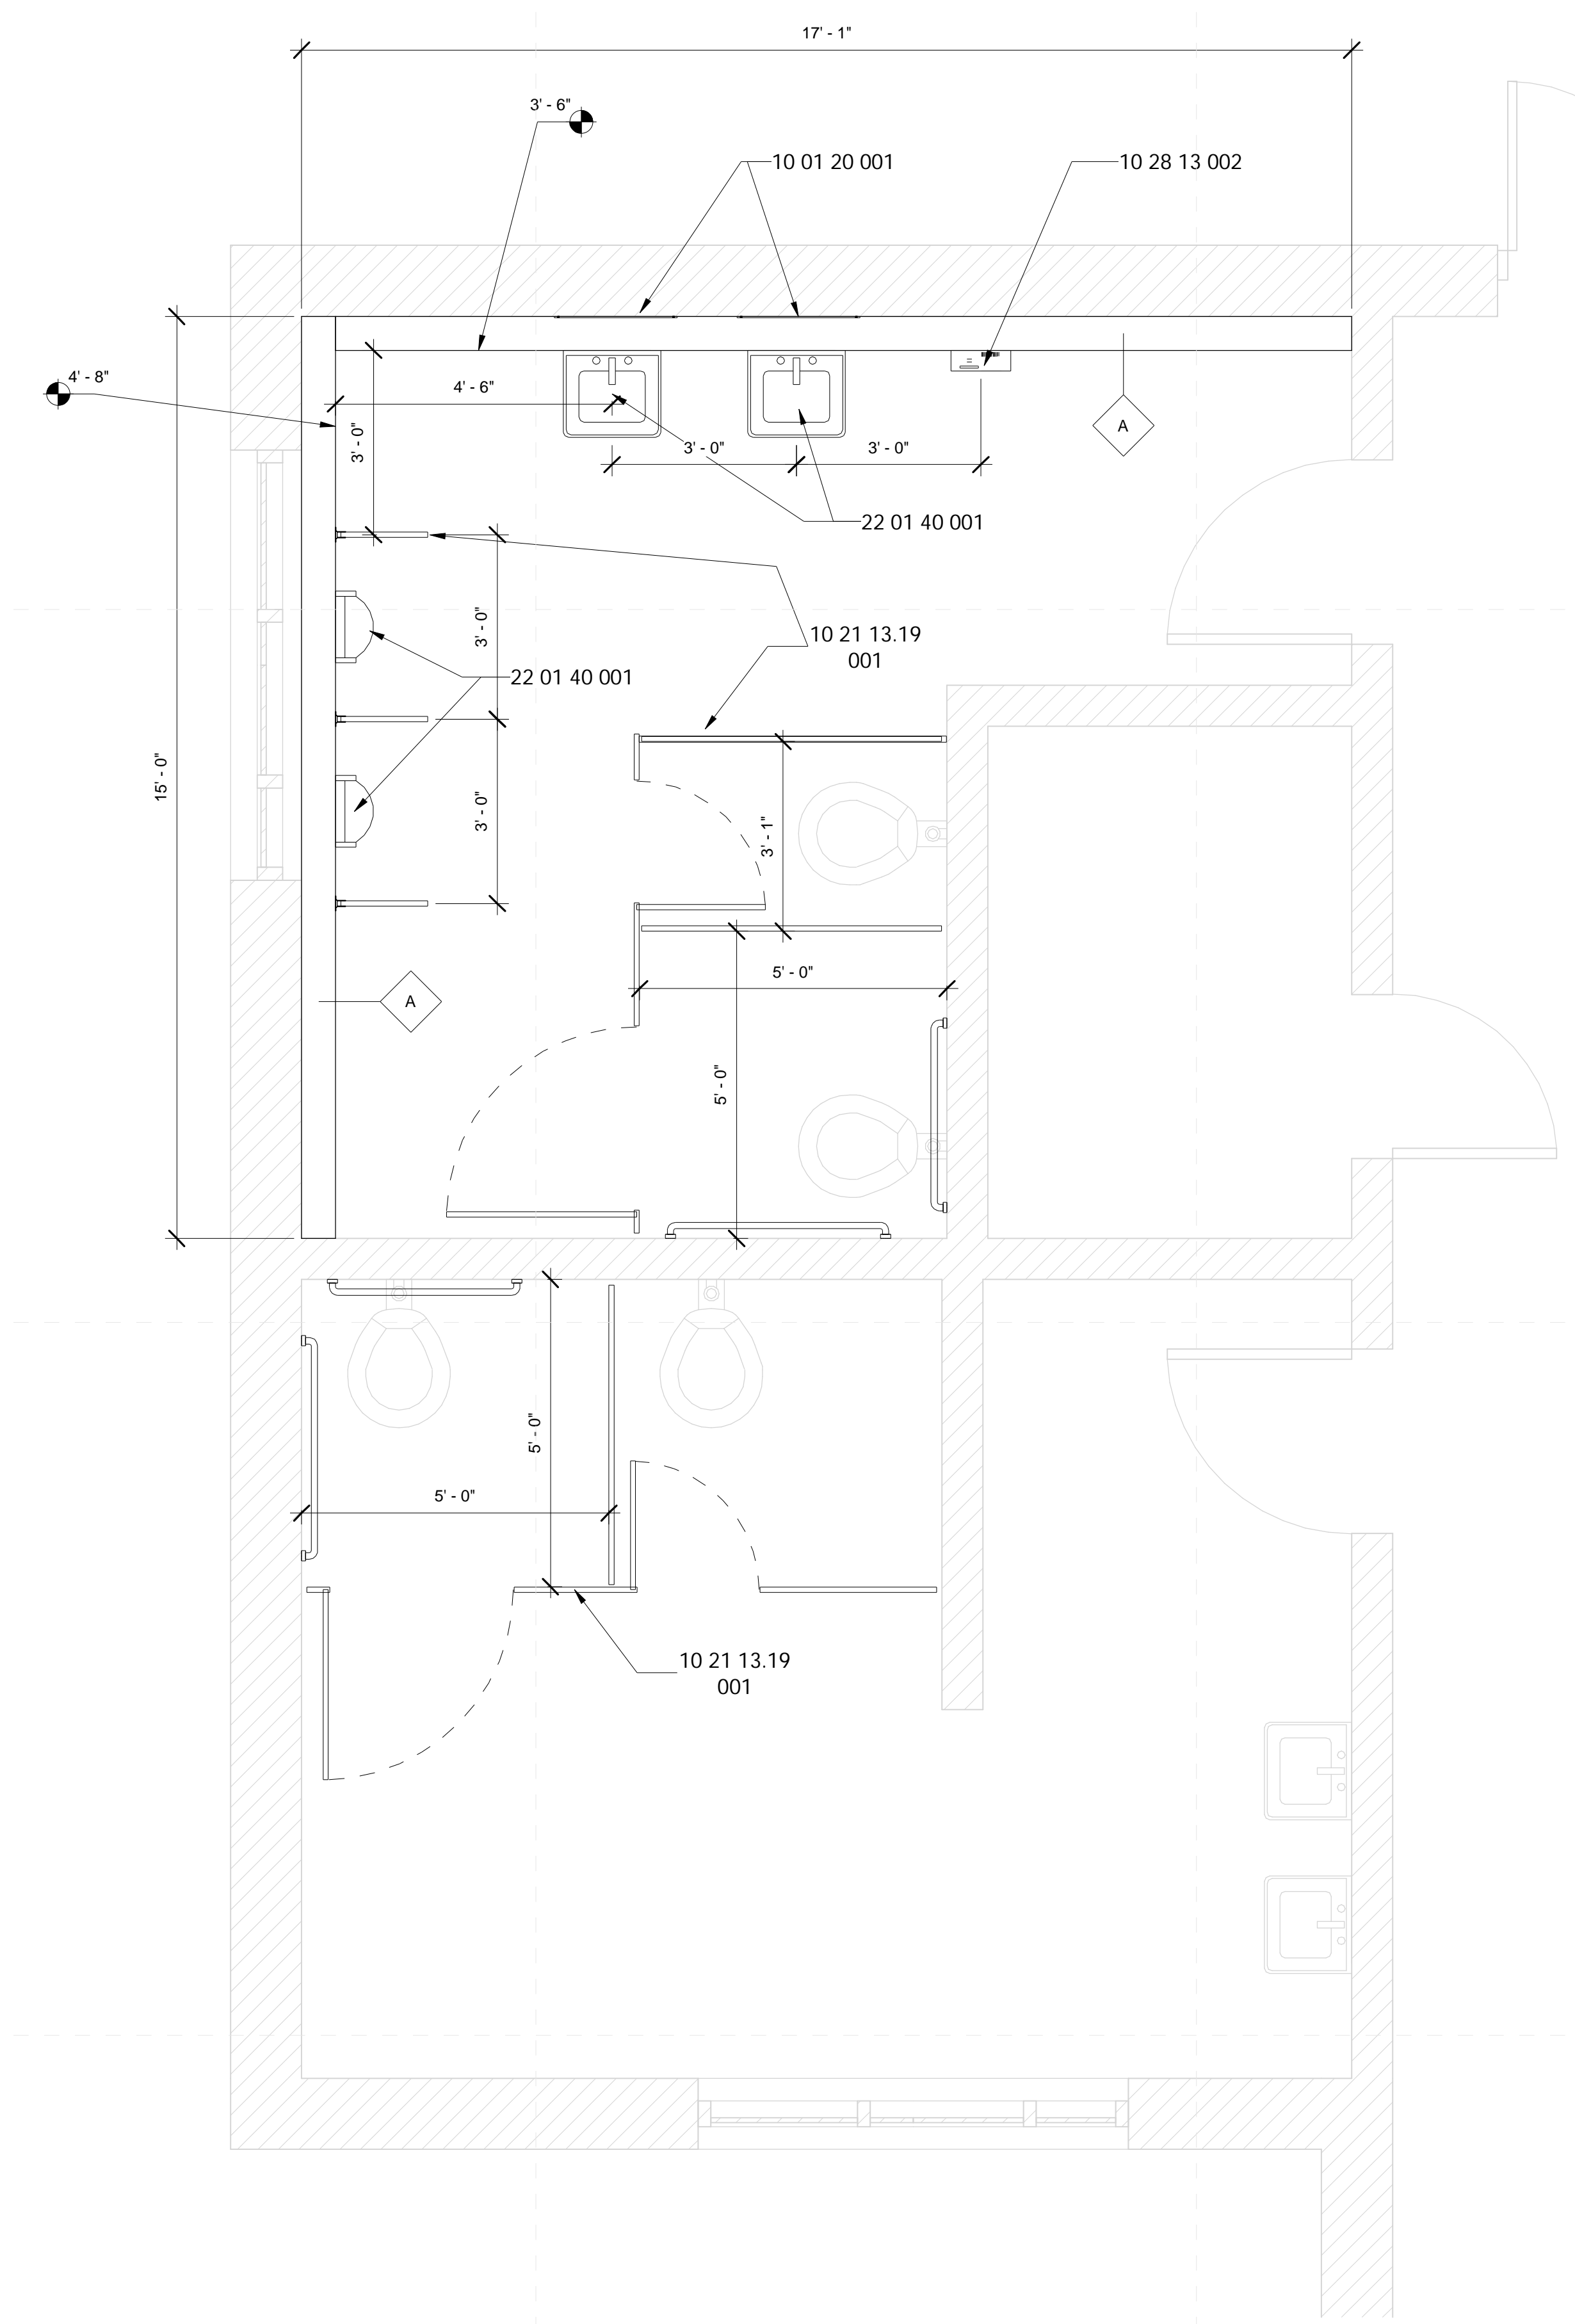 17' - 1"
3' - 6"
10 01 20 001
10 28 13 002
4' - 8"
4' - 6"
A
3' - 0"
3' - 0"
3' - 0"
22 01 40 001
3' - 0"
10 21 13.19
001
22 01 40 001
15' - 0"
3' - 0"
3' - 1"
5' - 0"
A
5' - 0"
5' - 0"
5' - 0"
10 21 13.19
001